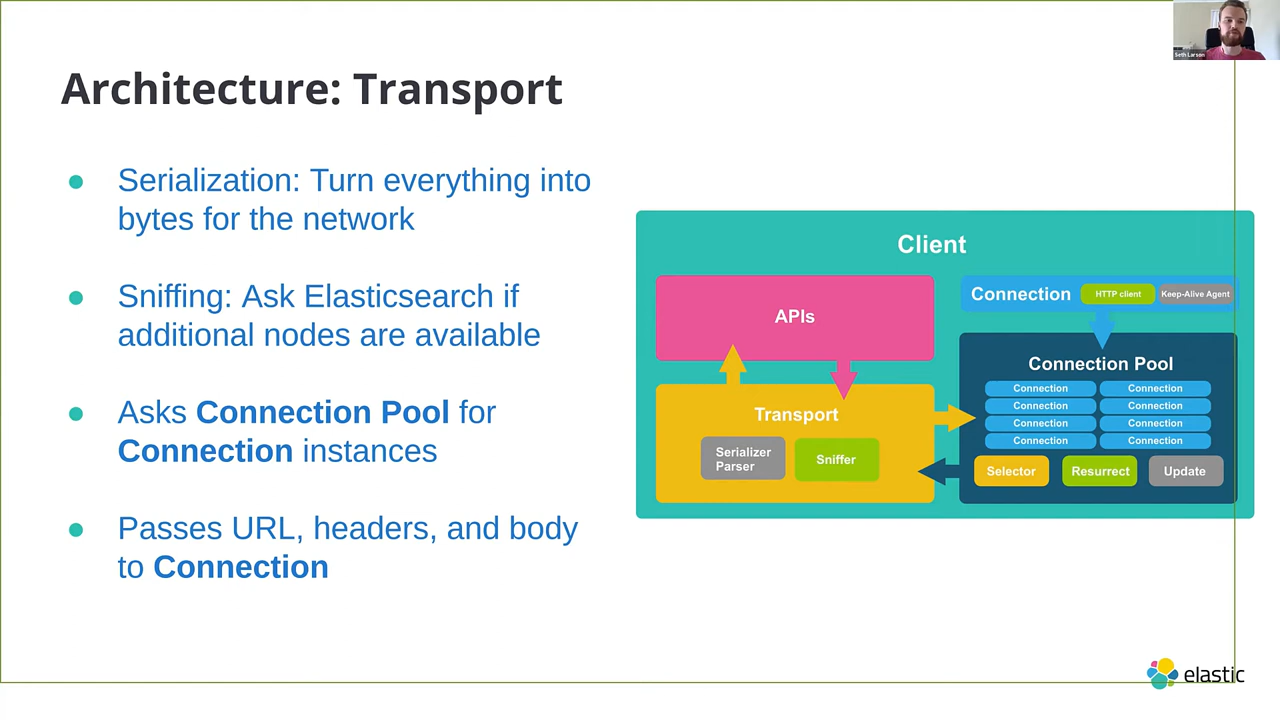 Seth Larson
Architecture: Transport
● Serialization: Turn everything into
bytes for the network
● Sniffing: Ask Elasticsearch if
additional nodes are available
● Asks Connection Pool for
Connection instances
● Passes URL, headers, and body
to Connection
Client
APIs
Connection
HTTP client
Keep-Alive Agent
Transport
Serializer
Parser
Sniffer
Connection Pool
Connection Connection
Connection Connection
Connection Connection
Connection Connection
Selector
Resurrect
Update
elastic